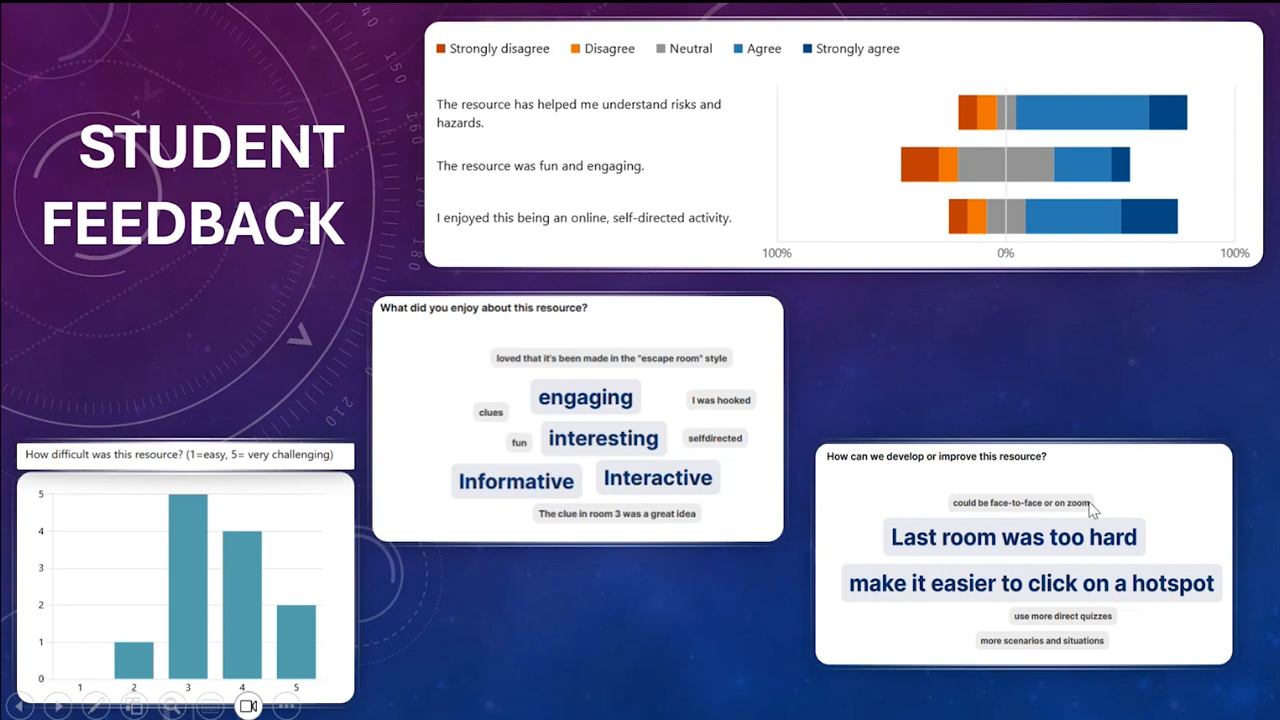 STUDENT
FEEDBACK
Strongly disagree Disagree Neutral Agree Strongly agree
The resource has helped me understand risks and
hazards.
The resource was fun and engaging.
I enjoyed this being an online, self-directed activity.
100% 0% 100%
What did you enjoy about this resource?
loved that it's been made in the "escape room" style
engaging
I was hooked
clues
fun
interesting
selfdirected
Informative
Interactive
The clue in room 3 was a great idea
How difficult was this resource? (1=easy, 5= very challenging)
5
4
3
2
1
0
1 2 3 4 5
How can we develop or improve this resource?
could be face-to-face or on zoom
Last room was too hard
make it easier to click on a hotspot
use more direct quizzes
more scenarios and situations
140
150
160
170
180
210